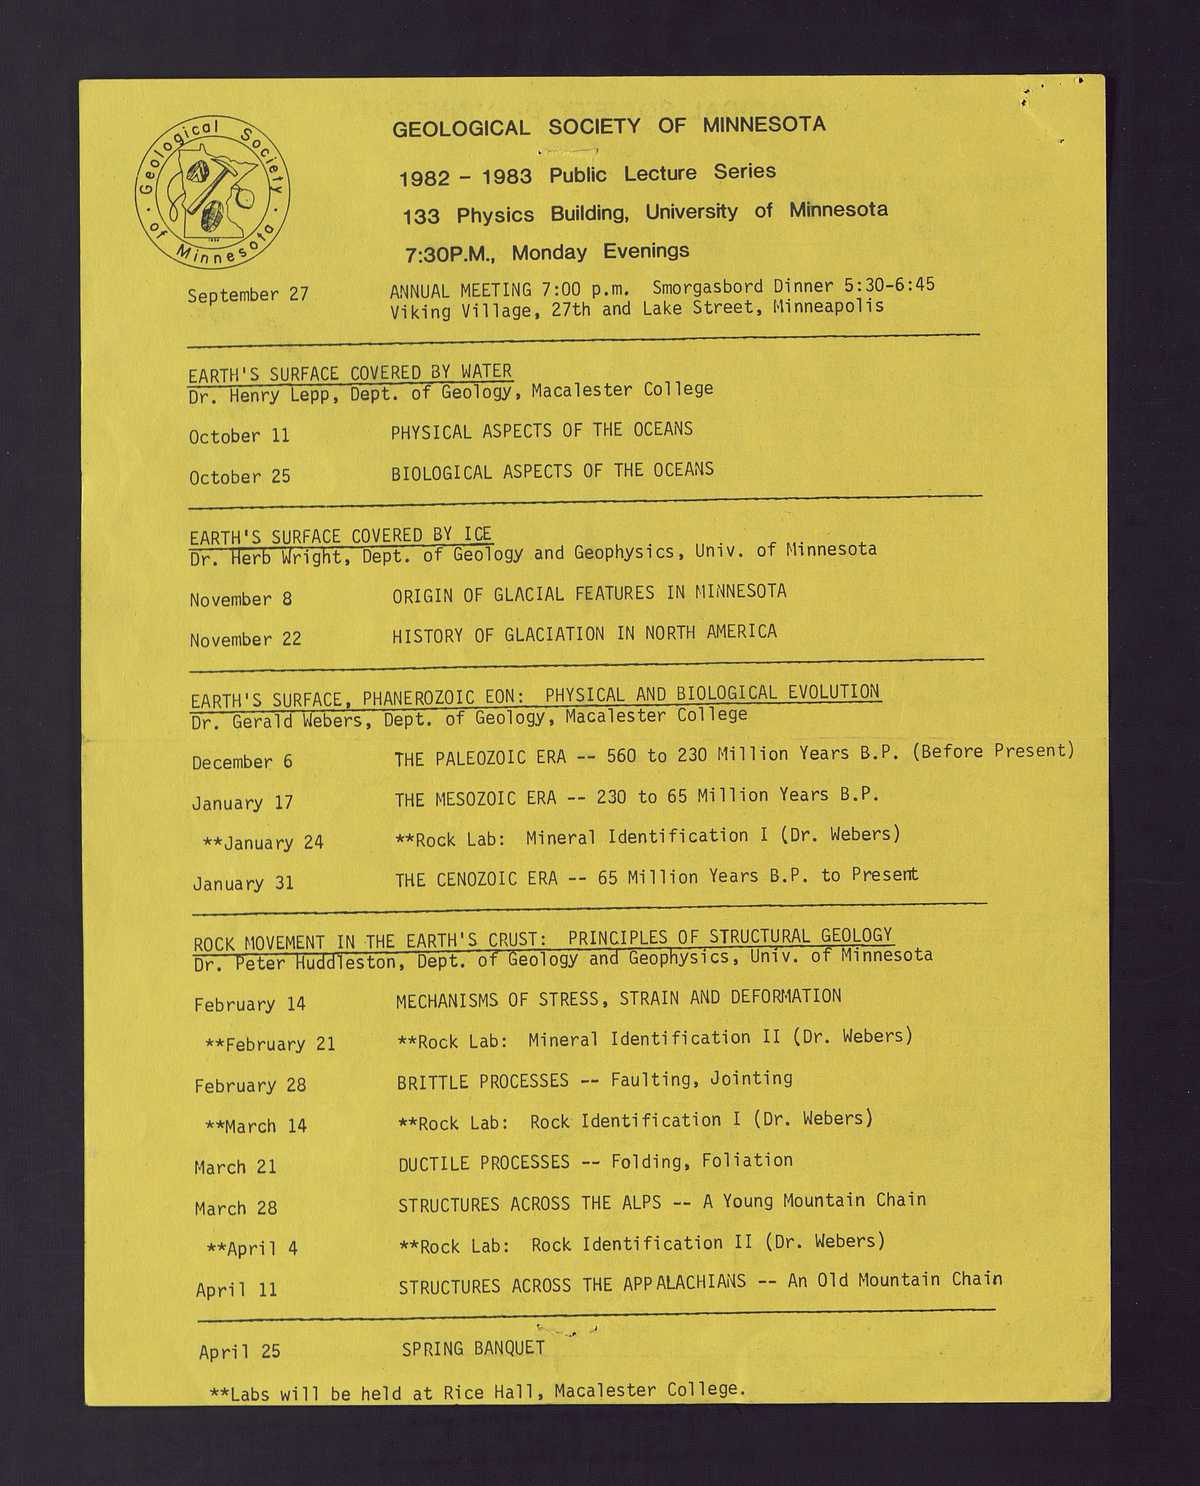 Geological Society of Minnesota
GEOLOGICAL SOCIETY OF MINNESOTA
1982 - 1983 Public Lecture Series
133 Physics Building, University of Minnesota
7:30P.M., Monday Evenings
September 27 ANNUAL MEETING 7:00 p.m. Smorgasbord Dinner 5:30-6:45
Viking Village, 27th and Lake Street, Minneapolis
EARTH'S SURFACE COVERED BY WATER
Dr. Henry Lepp, Dept. of Geology, Macalester College
October 11 PHYSICAL ASPECTS OF THE OCEANS
October 25 BIOLOGICAL ASPECTS OF THE OCEANS
EARTH'S SURFACE COVERED BY ICE
Dr. Herb Wright, Dept. of Geology and Geophysics, Univ. of Minnesota
November 8 ORIGIN OF GLACIAL FEATURES IN MINNESOTA
November 22 HISTORY OF GLACIATION IN NORTH AMERICA
EARTH'S SURFACE, PHANEROZOIC EON: PHYSICAL AND BIOLOGICAL EVOLUTION
Dr. Gerald Webers, Dept. of Geology, Macalester College
December 6 THE PALEOZOIC ERA -- 560 to 230 Million Years B.P. (Before Present)
January 17 THE MESOZOIC ERA -- 230 to 65 Million Years B.P.
**January 24 **Rock Lab: Mineral Identification I (Dr. Webers)
January 31 THE CENOZOIC ERA -- 65 Million Years B.P. to Present
ROCK MOVEMENT IN THE EARTH'S CRUST: PRINCIPLES OF STRUCTURAL GEOLOGY
Dr. Peter Huddleston, Dept. of Geology and Geophysics, Univ. of Minnesota
February 14 MECHANISMS OF STRESS, STRAIN AND DEFORMATION
**February 21 **Rock Lab: Mineral Identification II (Dr. Webers)
February 28 BRITTLE PROCESSES -- Faulting, Jointing
**March 14 **Rock Lab: Rock Identification I (Dr. Webers)
March 21 DUCTILE PROCESSES -- Folding, Foliation
March 28 STRUCTURES ACROSS THE ALPS -- A Young Mountain Chain
**April 4 **Rock Lab: Rock Identification II (Dr. Webers)
April 11 STRUCTURES ACROSS THE APPALACHIANS -- An Old Mountain Chain
April 25 SPRING BANQUET
**Labs will be held at Rice Hall, Macalester College.